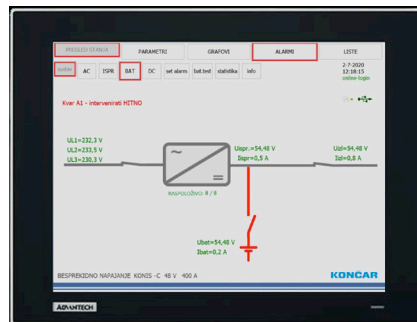 PREGLED STANJA PARAMETRI GRAFOVI ALARMI LISTE
sustav AC ISPR BAT DC set alarm bat.test statistika info
2-7-2020
12:18:15
online-login
Kvar A1 - intervenirati HITNO
UL1=232,3 V
UL2=233,5 V
UL3=230,3 V
Uispr.=54,48 V
Iispr=0,5 A
Uizl=54,48 V
Izl=0,8 A
RASPOLOŽIVO: 8 / 8
Ubat=54,48 V
Ibat=0,2 A
BESPREKIDNO NAPAJANJE KONIS -C 48 V 400 A
KONČAR
ADVANTECH